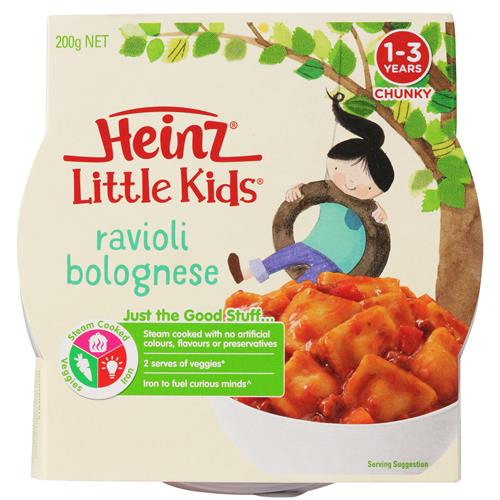 200g NET
1-3
YEARS
CHUNKY
Heinz®
Little Kids®
ravioli
bolognese
Just the Good Stuff...
Steam cooked with no artificial
colours, flavours or preservatives
2 serves of veggies*
Iron to fuel curious minds^
Steam Cooked
Veggies
Iron
Serving Suggestion